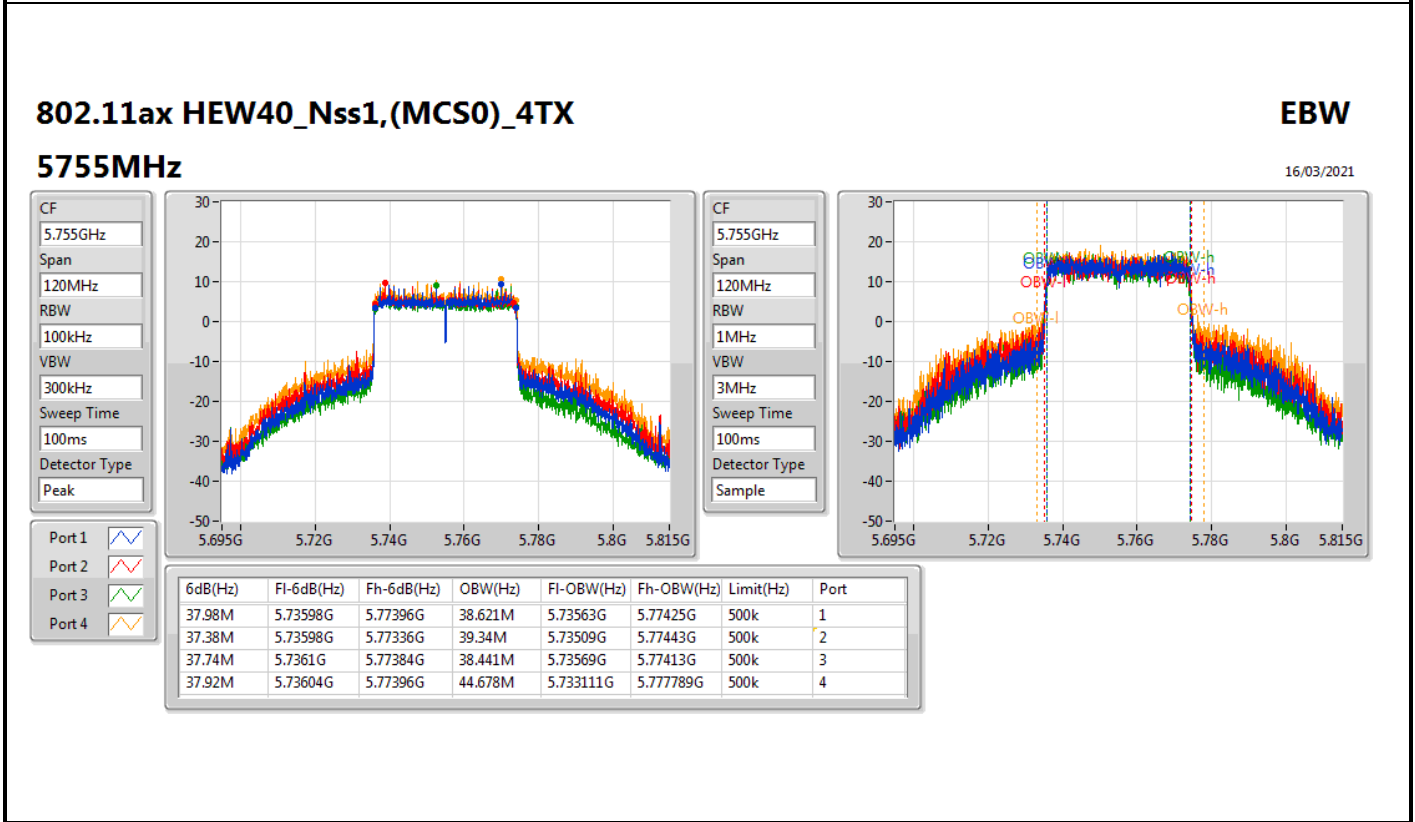 802.11ax HEW40_Nss1,(MCS0)_4TX
EBW
5755MHz
16/03/2021
CF
5.755GHz
Span
120MHz
RBW
100kHz
VBW
300kHz
Sweep Time
100ms
Detector Type
Peak
30
20
10
0
-10
-20
-30
-40
-50
5.695G 5.72G 5.74G 5.76G 5.78G 5.8G 5.815G
CF
5.755GHz
Span
120MHz
RBW
1MHz
VBW
3MHz
Sweep Time
100ms
Detector Type
Sample
30
20
10
0
-10
-20
-30
-40
-50
OBW-l
OBW-h
OBW-l
5.695G 5.72G 5.74G 5.76G 5.78G 5.8G 5.815G
Port 1
Port 2
Port 3
Port 4
6dB(Hz) Fl-6dB(Hz) Fh-6dB(Hz) OBW(Hz) Fl-OBW(Hz) Fh-OBW(Hz) Limit(Hz) Port
37.98M 5.73598G 5.77396G 38.621M 5.73563G 5.77425G 500k 1
37.38M 5.73598G 5.77336G 39.34M 5.73509G 5.77443G 500k 2
37.74M 5.7361G 5.77384G 38.441M 5.73569G 5.77413G 500k 3
37.92M 5.73604G 5.77396G 44.678M 5.733111G 5.777789G 500k 4